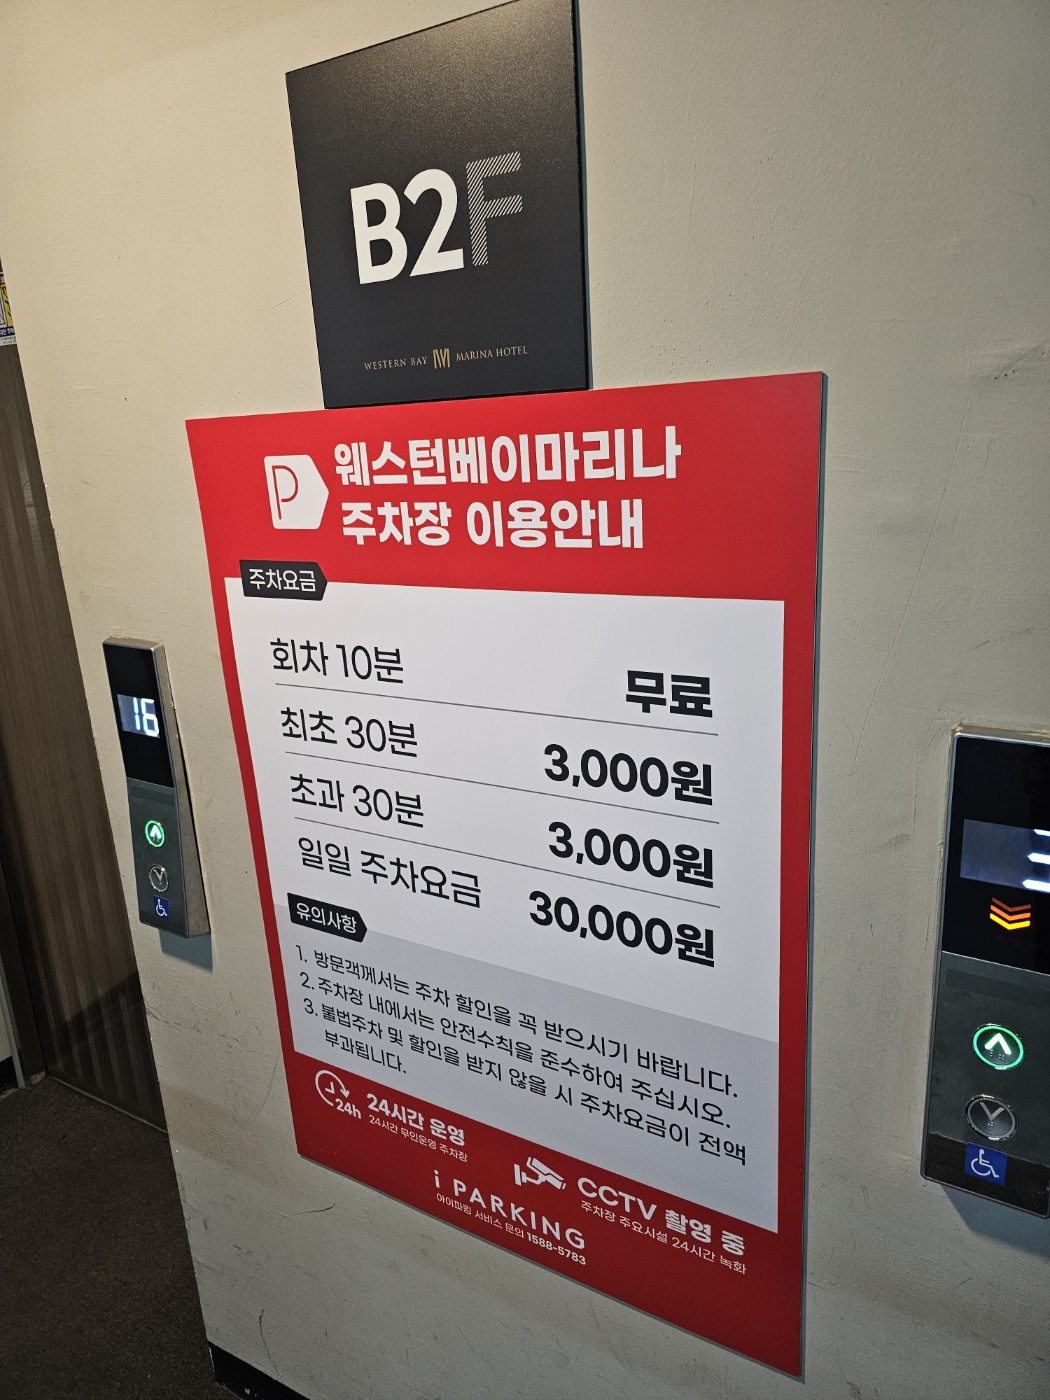 B2F
WESTERN BAY M MARINA HOTEL
P 웨스턴베이마리나
주차장 이용안내
주차요금
회차 10분 무료
최초 30분 3,000원
초과 30분 3,000원
일일 주차요금 30,000원
유의사항
1. 방문객께서는 주차 할인을 꼭 받으시기 바랍니다.
2. 주차장 내에서는 안전수칙을 준수하여 주십시오.
3. 불법주차 및 할인을 받지 않을 시 주차요금이 전액
부과됩니다.
24h 24시간 운영
24시간 무인운영 주차장
CCTV 촬영 중
주차장 주요시설 24시간 녹화
i PARKING
아이파킹 서비스 문의 1588-5783
16